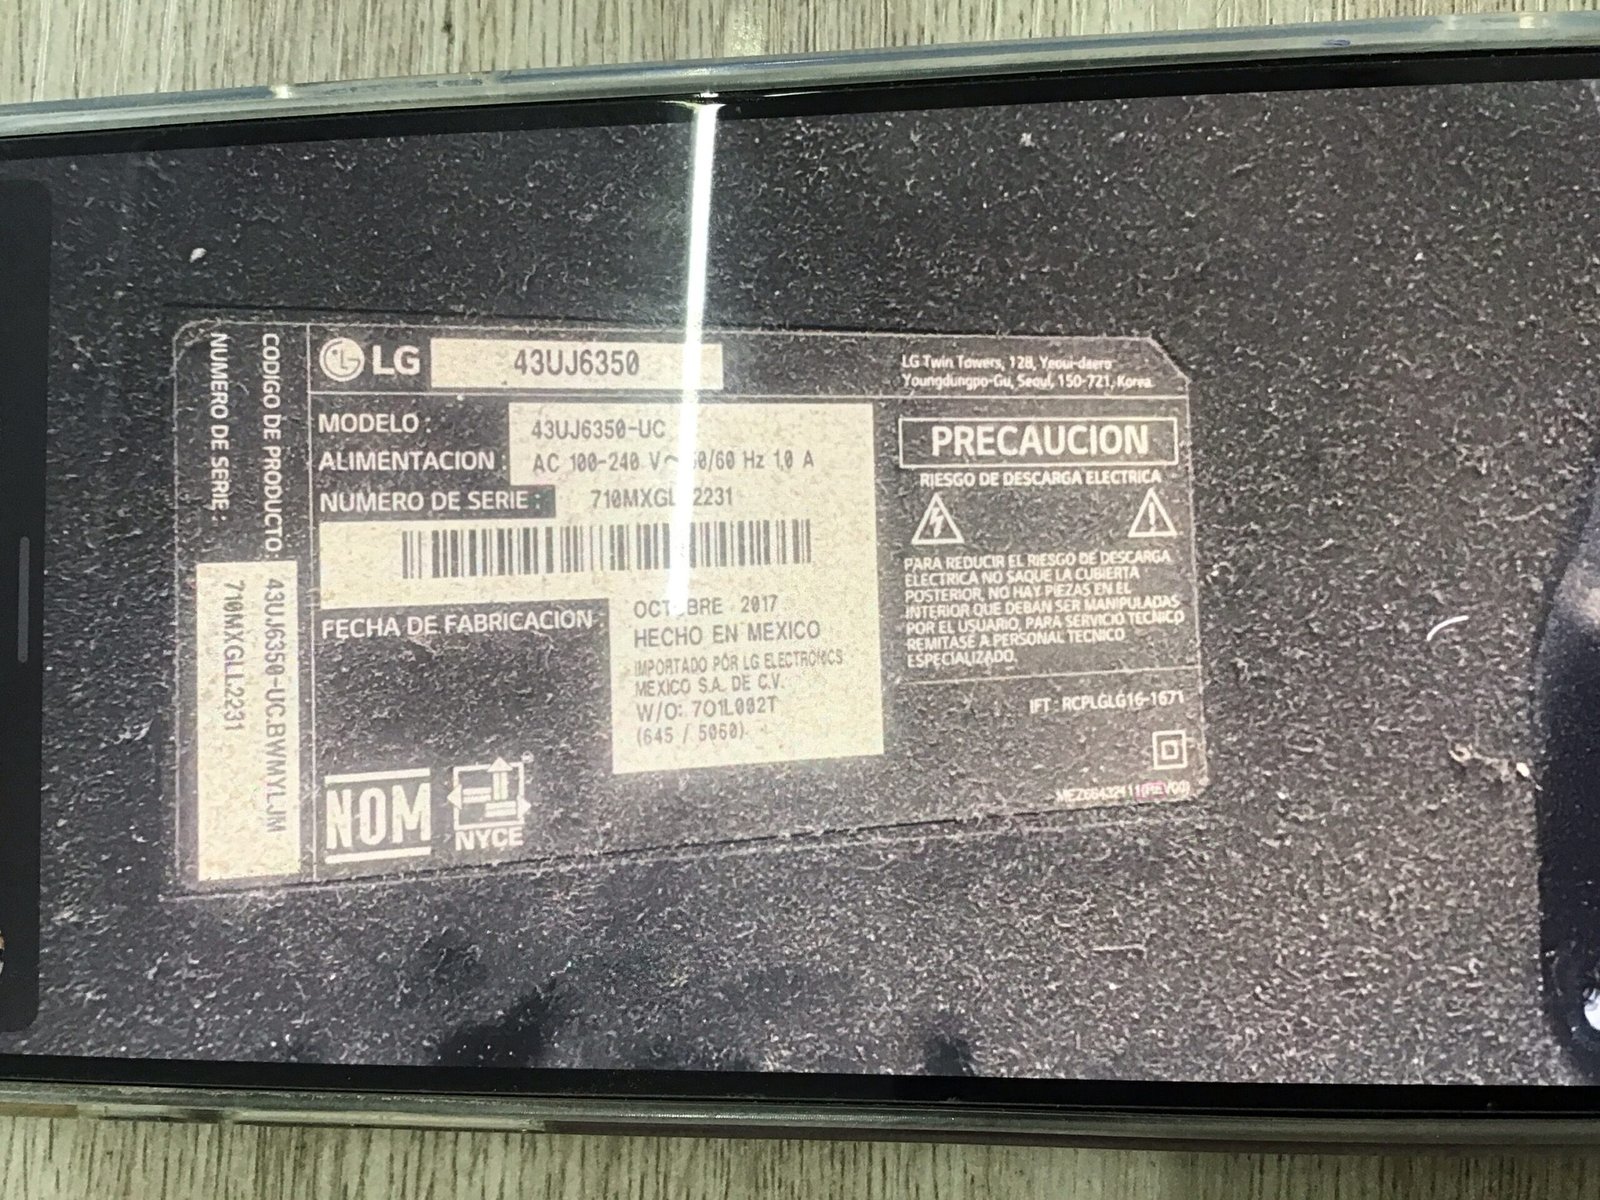 LG 43UJ6350
LG Twin Towers, 128, Yeoui-daero
Youngdungpo-Gu, Seoul, 150-721, Korea
MODELO : 43UJ6350-UC
ALIMENTACION : AC 100-240 V~ 50/60 Hz 1.0 A
NUMERO DE SERIE : 710MXGLL2231
FECHA DE FABRICACION
OCTUBRE 2017
HECHO EN MEXICO
IMPORTADO POR LG ELECTRONICS
MEXICO S.A. DE C.V.
W/O: 701L002T
(645 / 5060)
NOM
NYCE
PRECAUCION
RIESGO DE DESCARGA ELECTRICA
PARA REDUCIR EL RIESGO DE DESCARGA
ELECTRICA NO SAQUE LA CUBIERTA
POSTERIOR, NO HAY PIEZAS EN EL
INTERIOR QUE DEBAN SER MANIPULADAS
POR EL USUARIO, PARA SERVICIO TECNICO
REMITASE A PERSONAL TECNICO
ESPECIALIZADO.
IFT : RCPLGLG16-1671
CODIGO DE PRODUCTO: 43UJ6350-UC.BWMYLJM
NUMERO DE SERIE : 710MXGLL2231